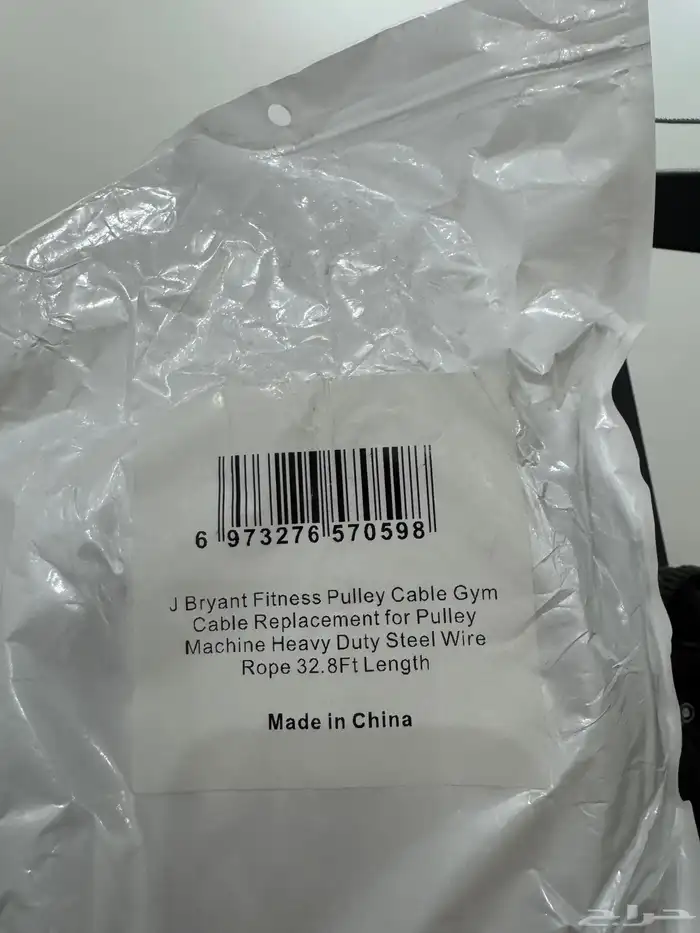 6 973276 570598
J Bryant Fitness Pulley Cable Gym
Cable Replacement for Pulley
Machine Heavy Duty Steel Wire
Rope 32.8Ft Length
Made in China
حراج